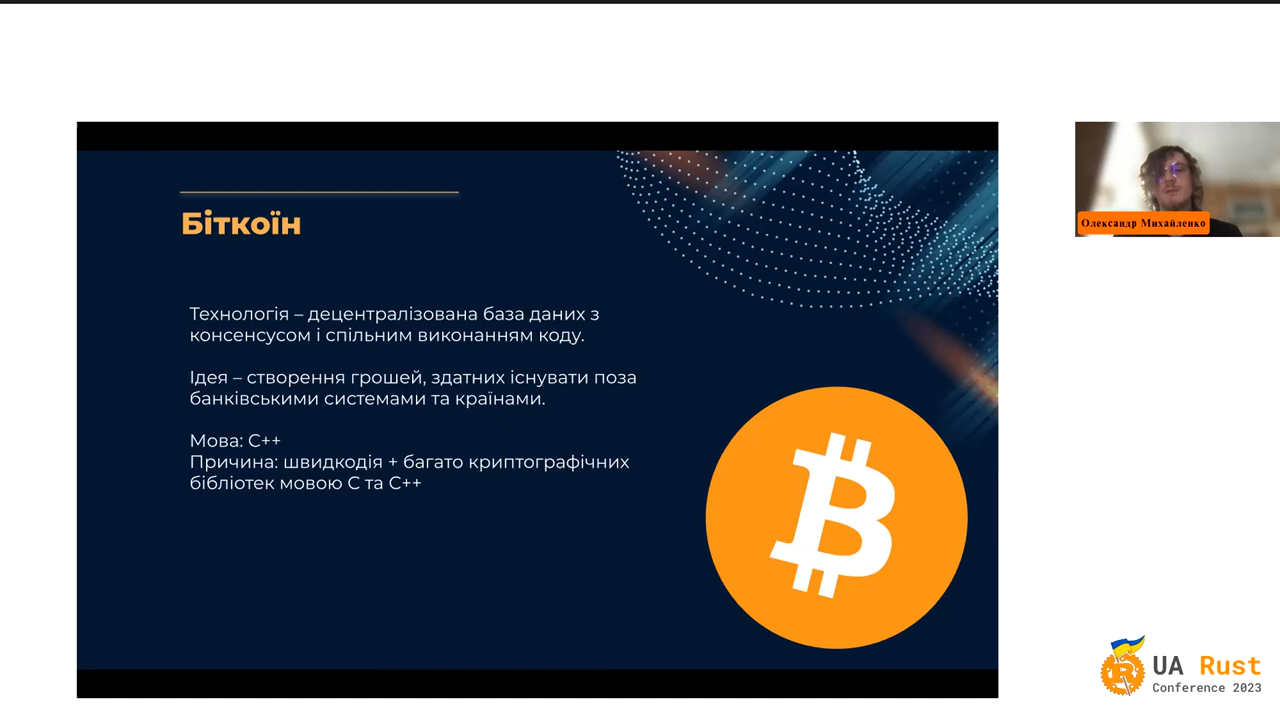 Біткоїн
Технологія – децентралізована база даних з
консенсусом і спільним виконанням коду.
Ідея – створення грошей, здатних існувати поза
банківськими системами та країнами.
Мова: C++
Причина: швидкодія + багато криптографічних
бібліотек мовою C та C++
Олександр Михайленко
UA Rust
Conference 2023